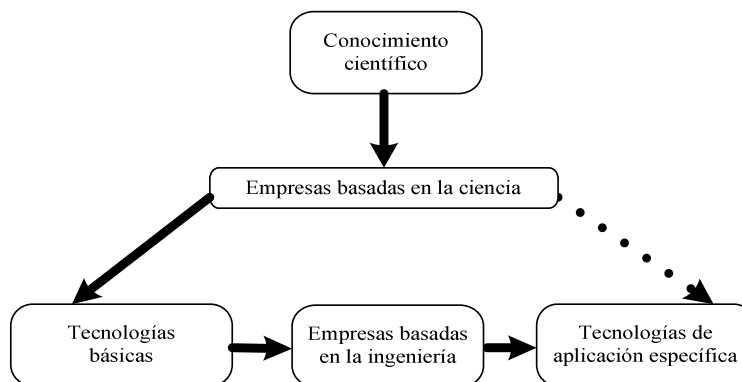 Conocimiento
científico
Empresas basadas en la ciencia
Tecnologías
básicas
Empresas basadas
en la ingeniería
Tecnologías de
aplicación específica